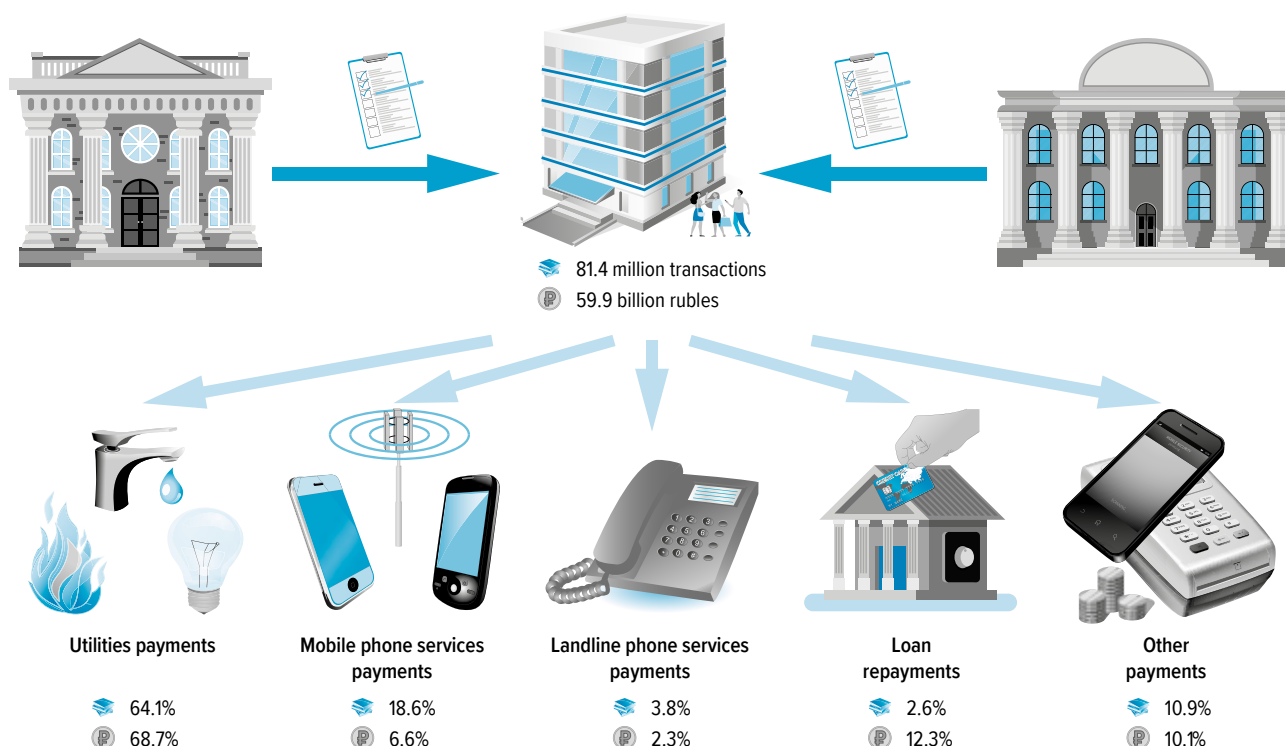 81.4 million transactions
59.9 billion rubles
Utilities payments
64.1%
68.7%
Mobile phone services
payments
18.6%
6.6%
Landline phone services
payments
3.8%
2.3%
Loan
repayments
2.6%
12.3%
Other
payments
10.9%
10.1%